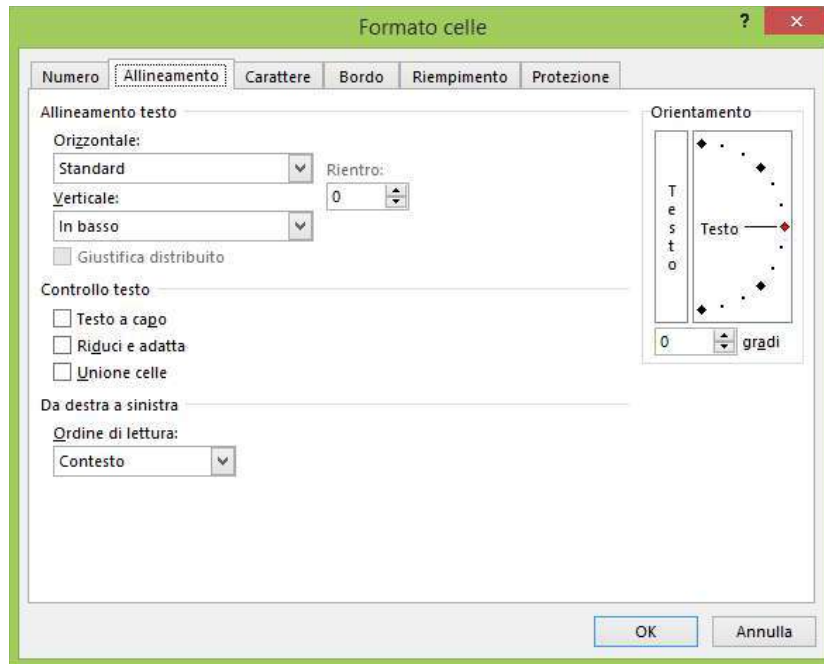 Formato celle
?
Numero Allineamento Carattere Bordo Riempimento Protezione
Allineamento testo
Orizzontale:
Standard
Rientro:
0
Verticale:
In basso
Giustifica distribuito
Controllo testo
Testo a capo
Riduci e adatta
Unione celle
Da destra a sinistra
Ordine di lettura:
Contesto
Orientamento
Testo
Testo
0 gradi
OK Annulla